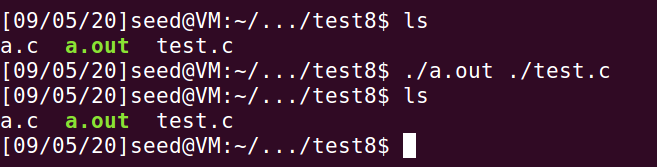 [09/05/20]seed@VM:~/.../test8$ ls
a.c  a.out  test.c
[09/05/20]seed@VM:~/.../test8$ ./a.out ./test.c
[09/05/20]seed@VM:~/.../test8$ ls
a.c  a.out  test.c
[09/05/20]seed@VM:~/.../test8$